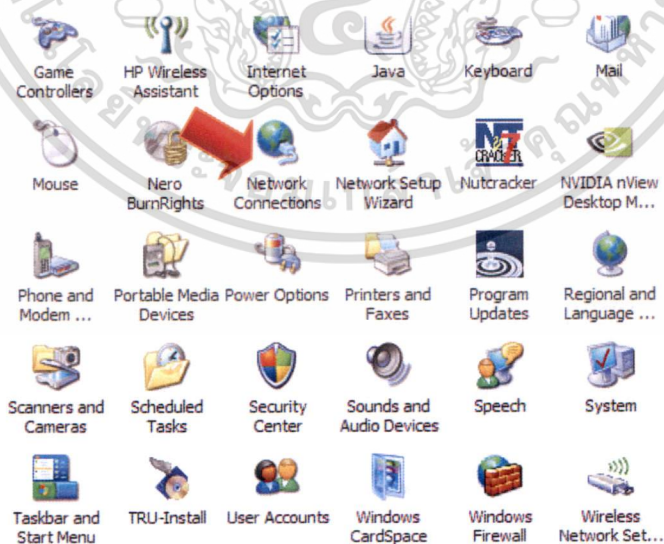 Game
Controllers
HP Wireless
Assistant
Internet
Options
Java
Keyboard
Mail
Mouse
Nero
BurnRights
Network
Connections
Network Setup
Wizard
Nutcracker
NVIDIA nView
Desktop M...
Phone and
Modem ...
Portable Media
Devices
Power Options
Printers and
Faxes
Program
Updates
Regional and
Language ...
Scanners and
Cameras
Scheduled
Tasks
Security
Center
Sounds and
Audio Devices
Speech
System
Taskbar and
Start Menu
TRU-Install
User Accounts
Windows
CardSpace
Windows
Firewall
Wireless
Network Set...